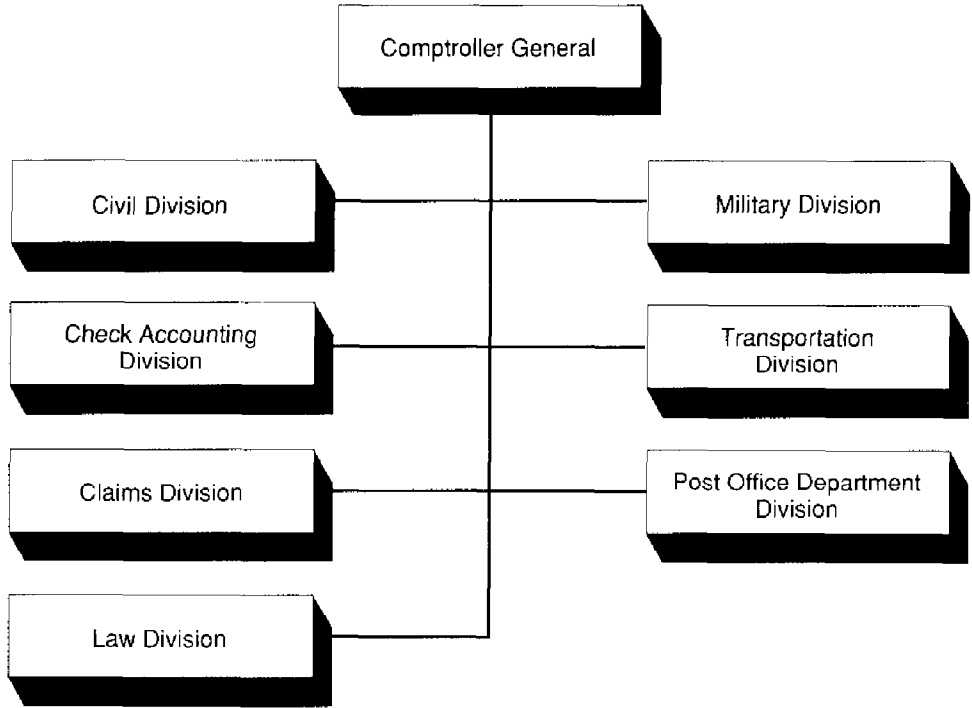 Comptroller General
Civil Division
Military Division
Check Accounting
Division
Transportation
Division
Claims Division
Post Office Department
Division
Law Division